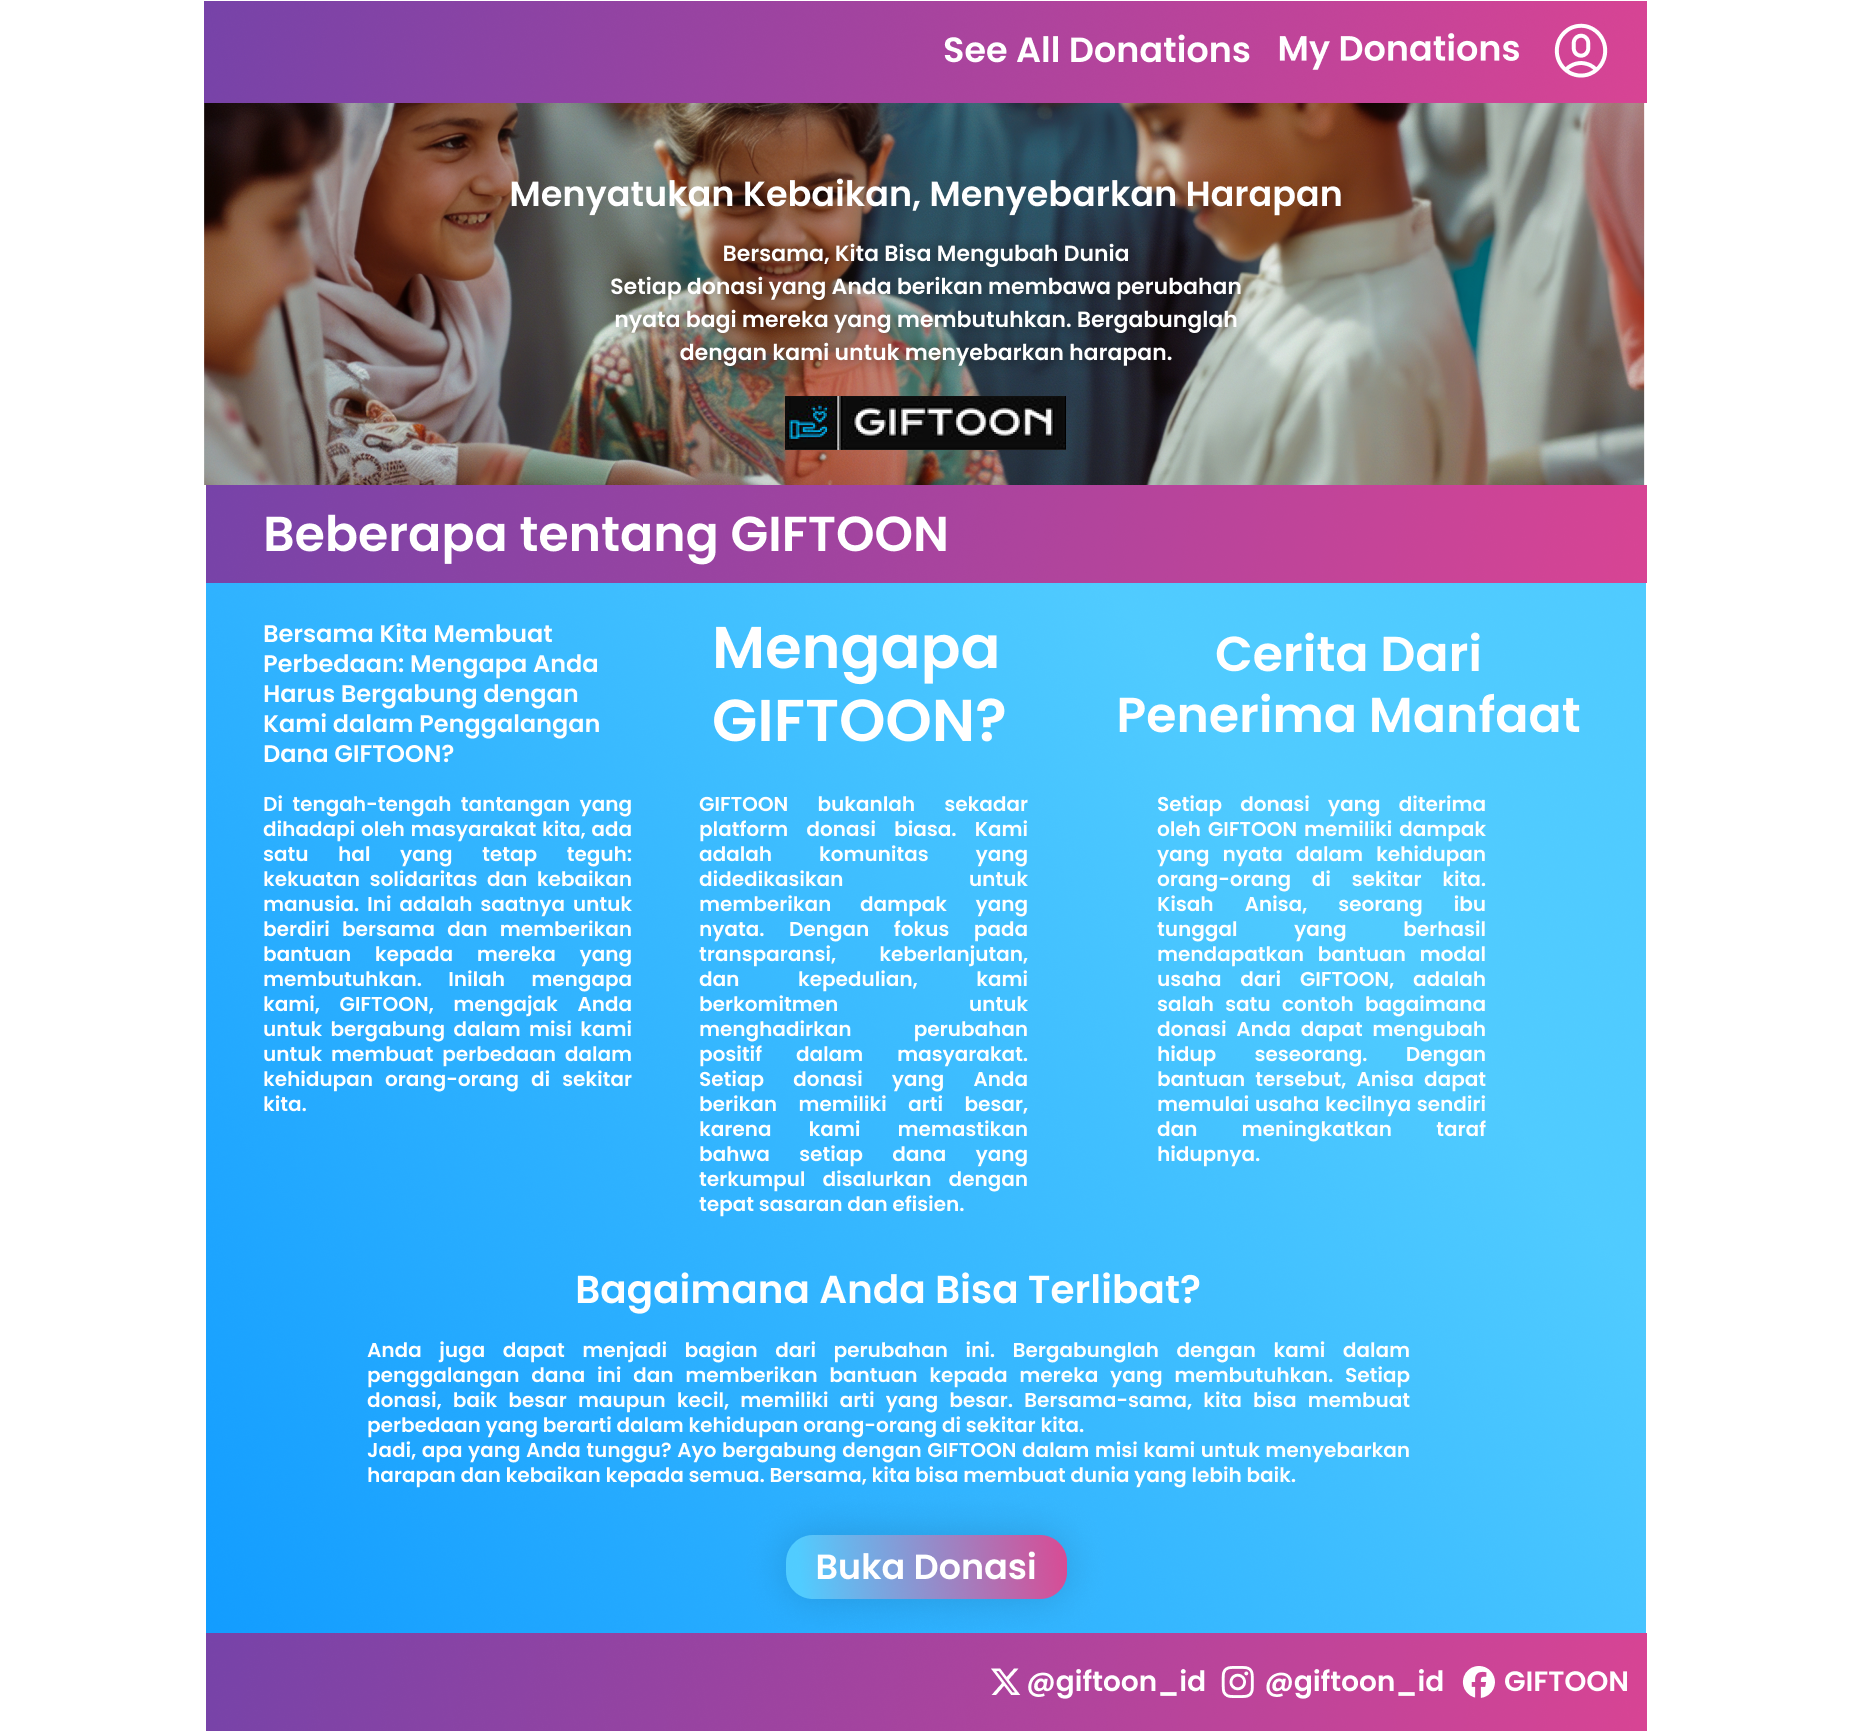 See All Donations My Donations
Menyatukan Kebaikan, Menyebarkan Harapan
Bersama, Kita Bisa Mengubah Dunia
Setiap donasi yang Anda berikan membawa perubahan
nyata bagi mereka yang membutuhkan. Bergabunglah
dengan kami untuk menyebarkan harapan.
GIFTOON
Beberapa tentang GIFTOON
Bersama Kita Membuat
Perbedaan: Mengapa Anda
Harus Bergabung dengan
Kami dalam Penggalangan
Dana GIFTOON?
Di tengah-tengah tantangan yang
dihadapi oleh masyarakat kita, ada
satu hal yang tetap teguh:
kekuatan solidaritas dan kebaikan
manusia. Ini adalah saatnya untuk
berdiri bersama dan memberikan
bantuan kepada mereka yang
membutuhkan. Inilah mengapa
kami, GIFTOON, mengajak Anda
untuk bergabung dalam misi kami
untuk membuat perbedaan dalam
kehidupan orang-orang di sekitar
kita.
Mengapa
GIFTOON?
GIFTOON bukanlah sekadar
platform donasi biasa. Kami
adalah komunitas yang
didedikasikan untuk
memberikan dampak yang
nyata. Dengan fokus pada
transparansi, keberlanjutan,
dan kepedulian, kami
berkomitmen untuk
menghadirkan perubahan
positif dalam masyarakat.
Setiap donasi yang Anda
berikan memiliki arti besar,
karena kami memastikan
bahwa setiap dana yang
terkumpul disalurkan dengan
tepat sasaran dan efisien.
Cerita Dari
Penerima Manfaat
Setiap donasi yang diterima
oleh GIFTOON memiliki dampak
yang nyata dalam kehidupan
orang-orang di sekitar kita.
Kisah Anisa, seorang ibu
tunggal yang berhasil
mendapatkan bantuan modal
usaha dari GIFTOON, adalah
salah satu contoh bagaimana
donasi Anda dapat mengubah
hidup seseorang. Dengan
bantuan tersebut, Anisa dapat
memulai usaha kecilnya sendiri
dan meningkatkan taraf
hidupnya.
Bagaimana Anda Bisa Terlibat?
Anda juga dapat menjadi bagian dari perubahan ini. Bergabunglah dengan kami dalam
penggalangan dana ini dan memberikan bantuan kepada mereka yang membutuhkan. Setiap
donasi, baik besar maupun kecil, memiliki arti yang besar. Bersama-sama, kita bisa membuat
perbedaan yang berarti dalam kehidupan orang-orang di sekitar kita.
Jadi, apa yang Anda tunggu? Ayo bergabung dengan GIFTOON dalam misi kami untuk menyebarkan
harapan dan kebaikan kepada semua. Bersama, kita bisa membuat dunia yang lebih baik.
Buka Donasi
@giftoon_id @giftoon_id GIFTOON